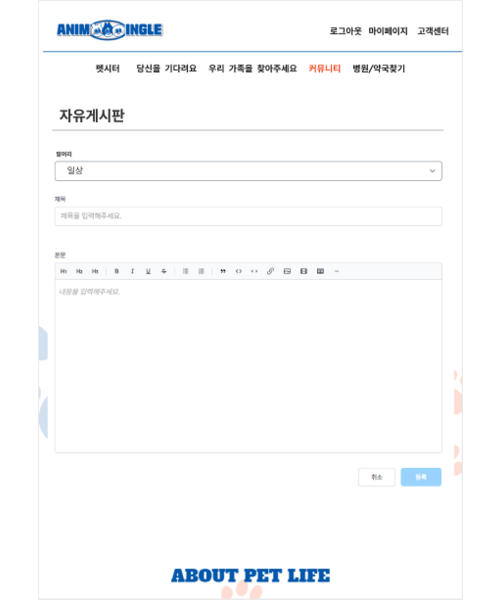 ANIM INGLE
로그아웃 마이페이지 고객센터
펫시터 당신을 기다려요 우리 가족을 찾아주세요 커뮤니티 병원/약국찾기
자유게시판
말머리
일상
제목
제목을 입력해주세요.
본문
H1 H2 H3 B I U S
내용을 입력해주세요.
취소 등록
ABOUT PET LIFE